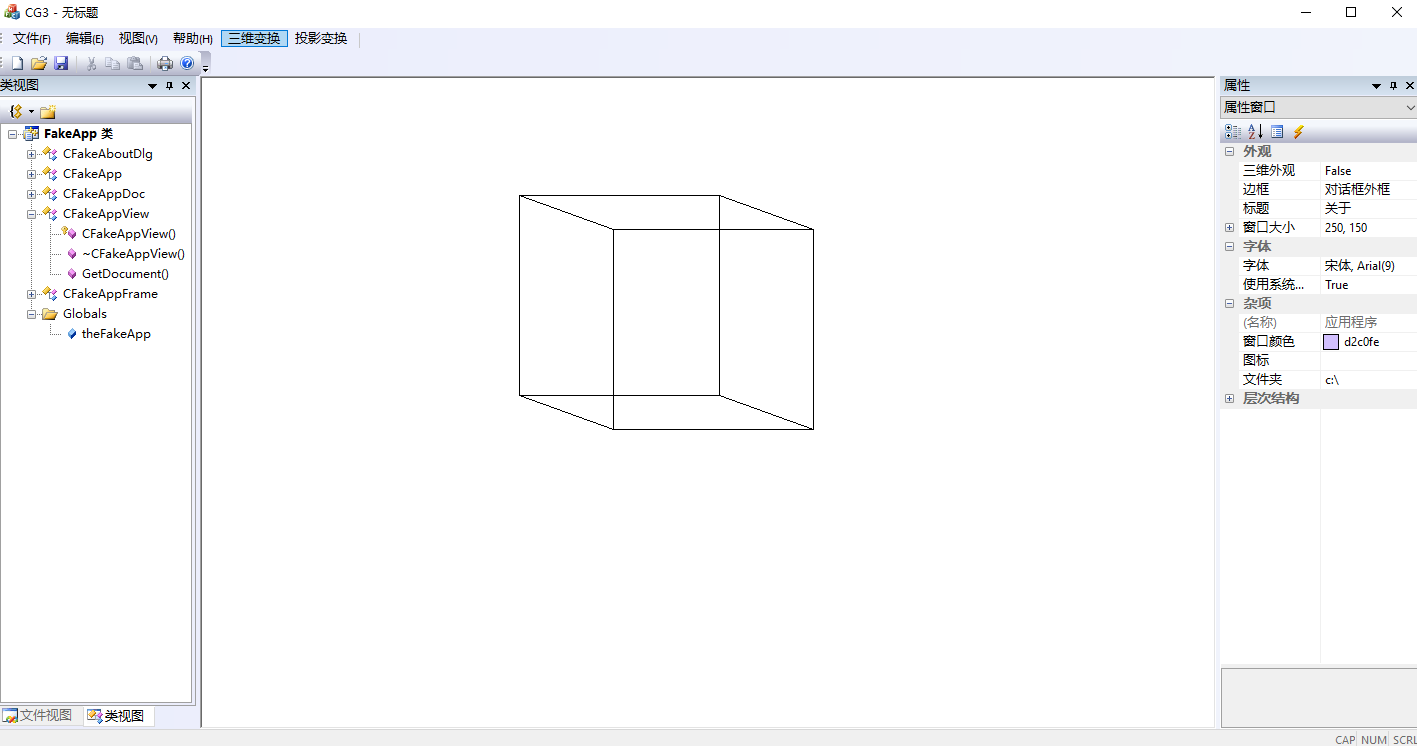 CG3 - 无标题
文件(F) 编辑(E) 视图(V) 帮助(H) 三维变换 投影变换
类视图
FakeApp 类
CFakeAboutDlg
CFakeApp
CFakeAppDoc
CFakeAppView
CFakeAppView()
~CFakeAppView()
GetDocument()
CFakeAppFrame
Globals
theFakeApp
文件视图 类视图
属性
属性窗口
外观
三维外观 False
边框 对话框外框
标题 关于
窗口大小 250, 150
字体
字体 宋体, Arial(9)
使用系统... True
杂项
(名称) 应用程序
窗口颜色 d2c0fe
图标
文件夹 c:\
层次结构
CAP NUM SCRL